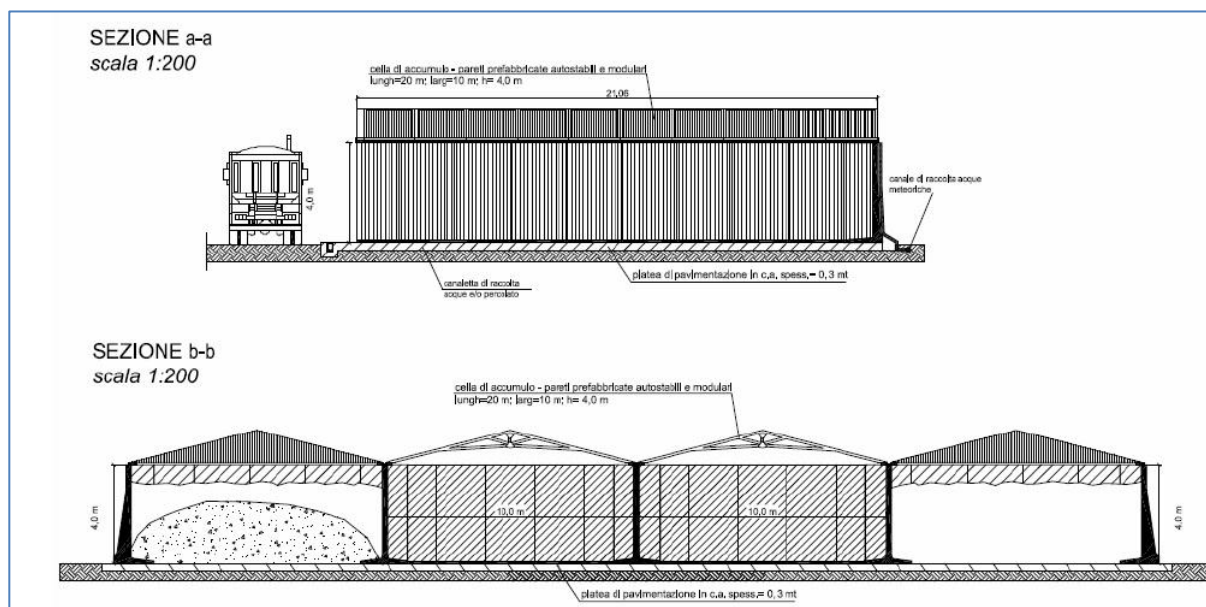 SEZIONE a-a
scala 1:200
cella di accumulo - pareti prefabbricate autostabili e modulari
lungh=20 m; larg=10 m; h= 4,0 m
21,06
4,0 m
canale di raccolta acque
meteoriche
canaletta di raccolta
acque e/o percolato
platea di pavimentazione in c.a. spess.= 0,3 mt
SEZIONE b-b
scala 1:200
cella di accumulo - pareti prefabbricate autostabili e modulari
lungh=20 m; larg=10 m; h= 4,0 m
4,0 m
10,0 m
10,0 m
4,0 m
platea di pavimentazione in c.a. spess.= 0,3 mt